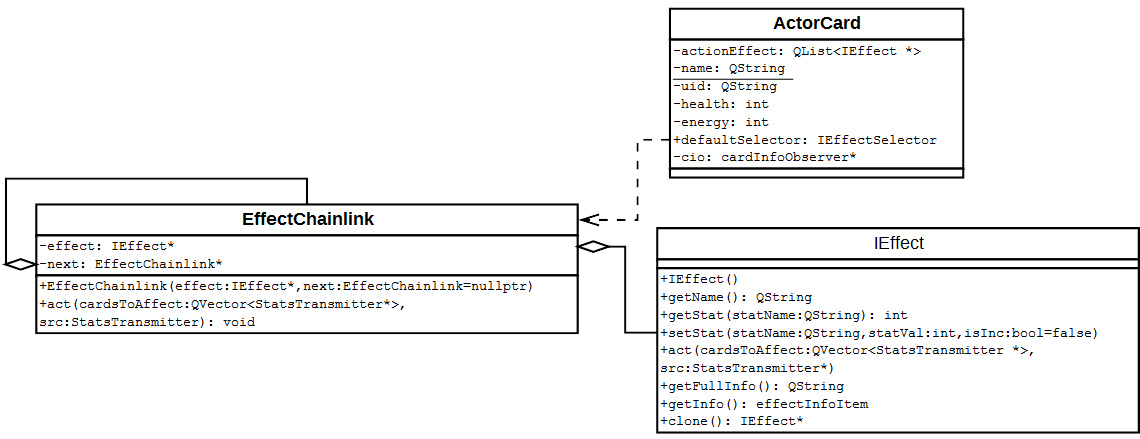 ActorCard
-actionEffect: QList<IEffect *>
-name: QString
-uid: QString
-health: int
-energy: int
+defaultSelector: IEffectSelector
-cio: cardInfoObserver*
EffectChainlink
-effect: IEffect*
-next: EffectChainlink*
+EffectChainlink(effect:IEffect*,next:EffectChainlink=nullptr)
+act(cardsToAffect:QVector<StatsTransmitter*>,
src:StatsTransmitter): void
IEffect
+IEffect()
+getName(): QString
+getStat(statName:QString): int
+setStat(statName:QString,statVal:int,isInc:bool=false)
+act(cardsToAffect:QVector<StatsTransmitter *>,
src:StatsTransmitter*)
+getFullInfo(): QString
+getInfo(): effectInfoItem
+clone(): IEffect*